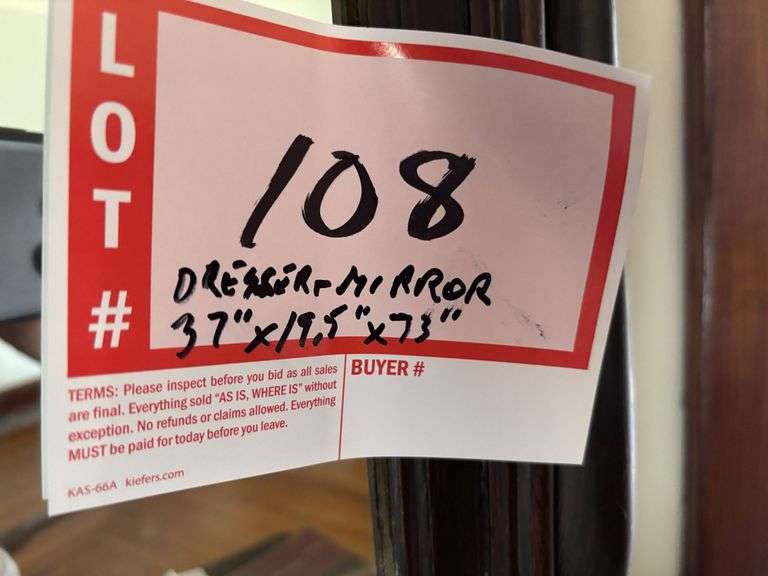 LOT #
108
DRESSER-MIRROR
37"x19.5"x73"
TERMS: Please inspect before you bid as all sales
are final. Everything sold "AS IS, WHERE IS" without
exception. No refunds or claims allowed. Everything
MUST be paid for today before you leave.
KAS-66A kiefers.com
BUYER #